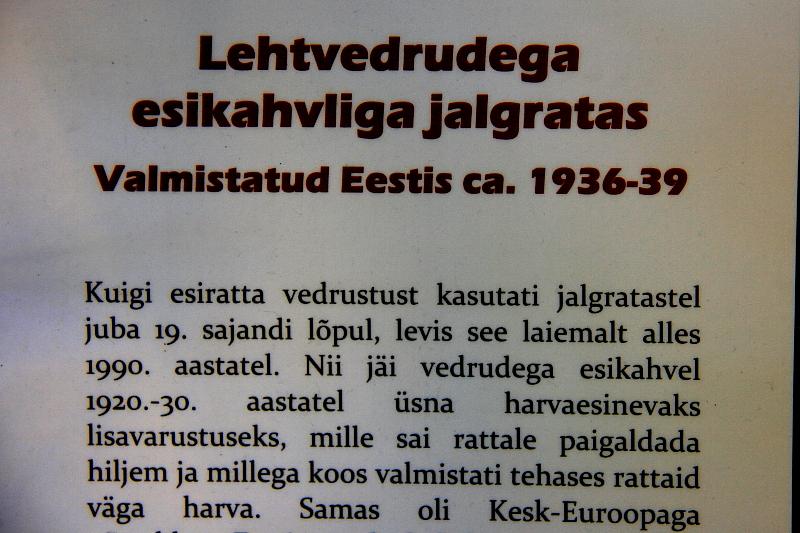 Lehtvedrudega
esikahvliga jalgratas
Valmistatud Eestis ca. 1936-39
Kuigi esiratta vedrustust kasutati jalgratastel
juba 19. sajandi lõpul, levis see laiemalt alles
1990. aastatel. Nii jäi vedrudega esikahvel
1920.-30. aastatel üsna harvaesinevaks
lisavarustuseks, mille sai rattale paigaldada
hiljem ja millega koos valmistati tehases rattaid
väga harva. Samas oli Kesk-Euroopaga